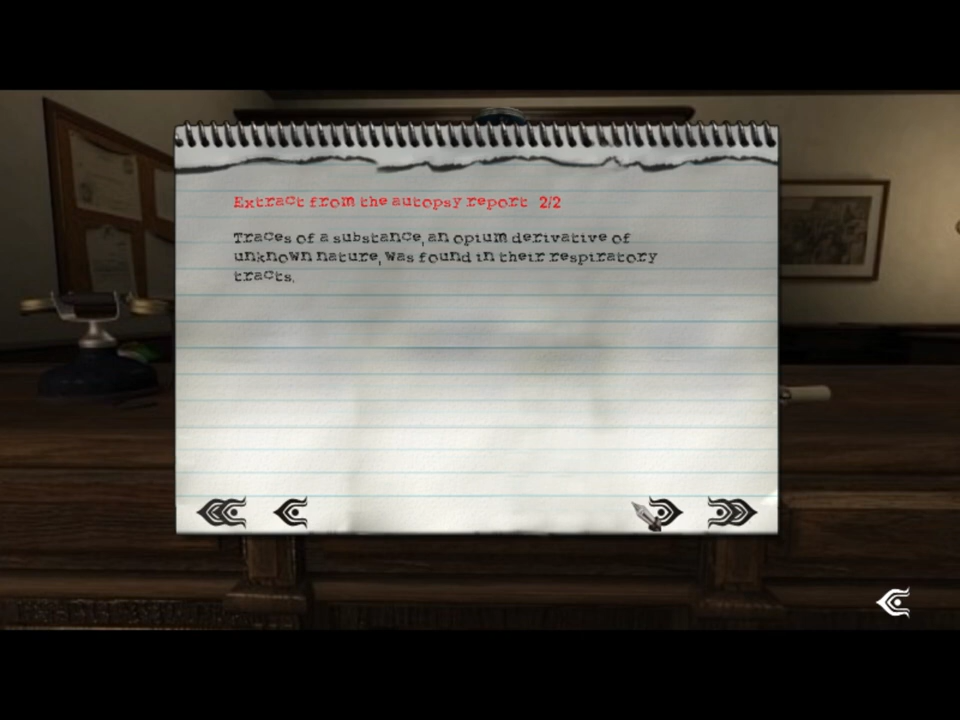 Extract from the autopsy report 2/2
Traces of a substance, an opium derivative of
unknown nature, was found in their respiratory
tracts.